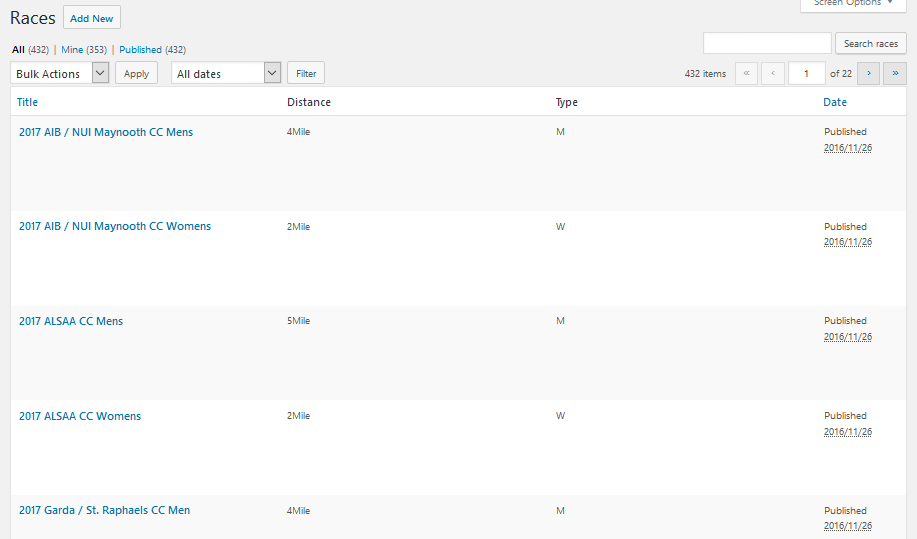 Screen Options
Races Add New
All (432) | Mine (353) | Published (432)
Search races
Bulk Actions Apply All dates Filter 432 items « ‹ 1 of 22 › »
Title Distance Type Date
2017 AIB / NUI Maynooth CC Mens 4Mile M Published
2016/11/26
2017 AIB / NUI Maynooth CC Womens 2Mile W Published
2016/11/26
2017 ALSAA CC Mens 5Mile M Published
2016/11/26
2017 ALSAA CC Womens 2Mile W Published
2016/11/26
2017 Garda / St. Raphaels CC Men 4Mile M Published
2016/11/26